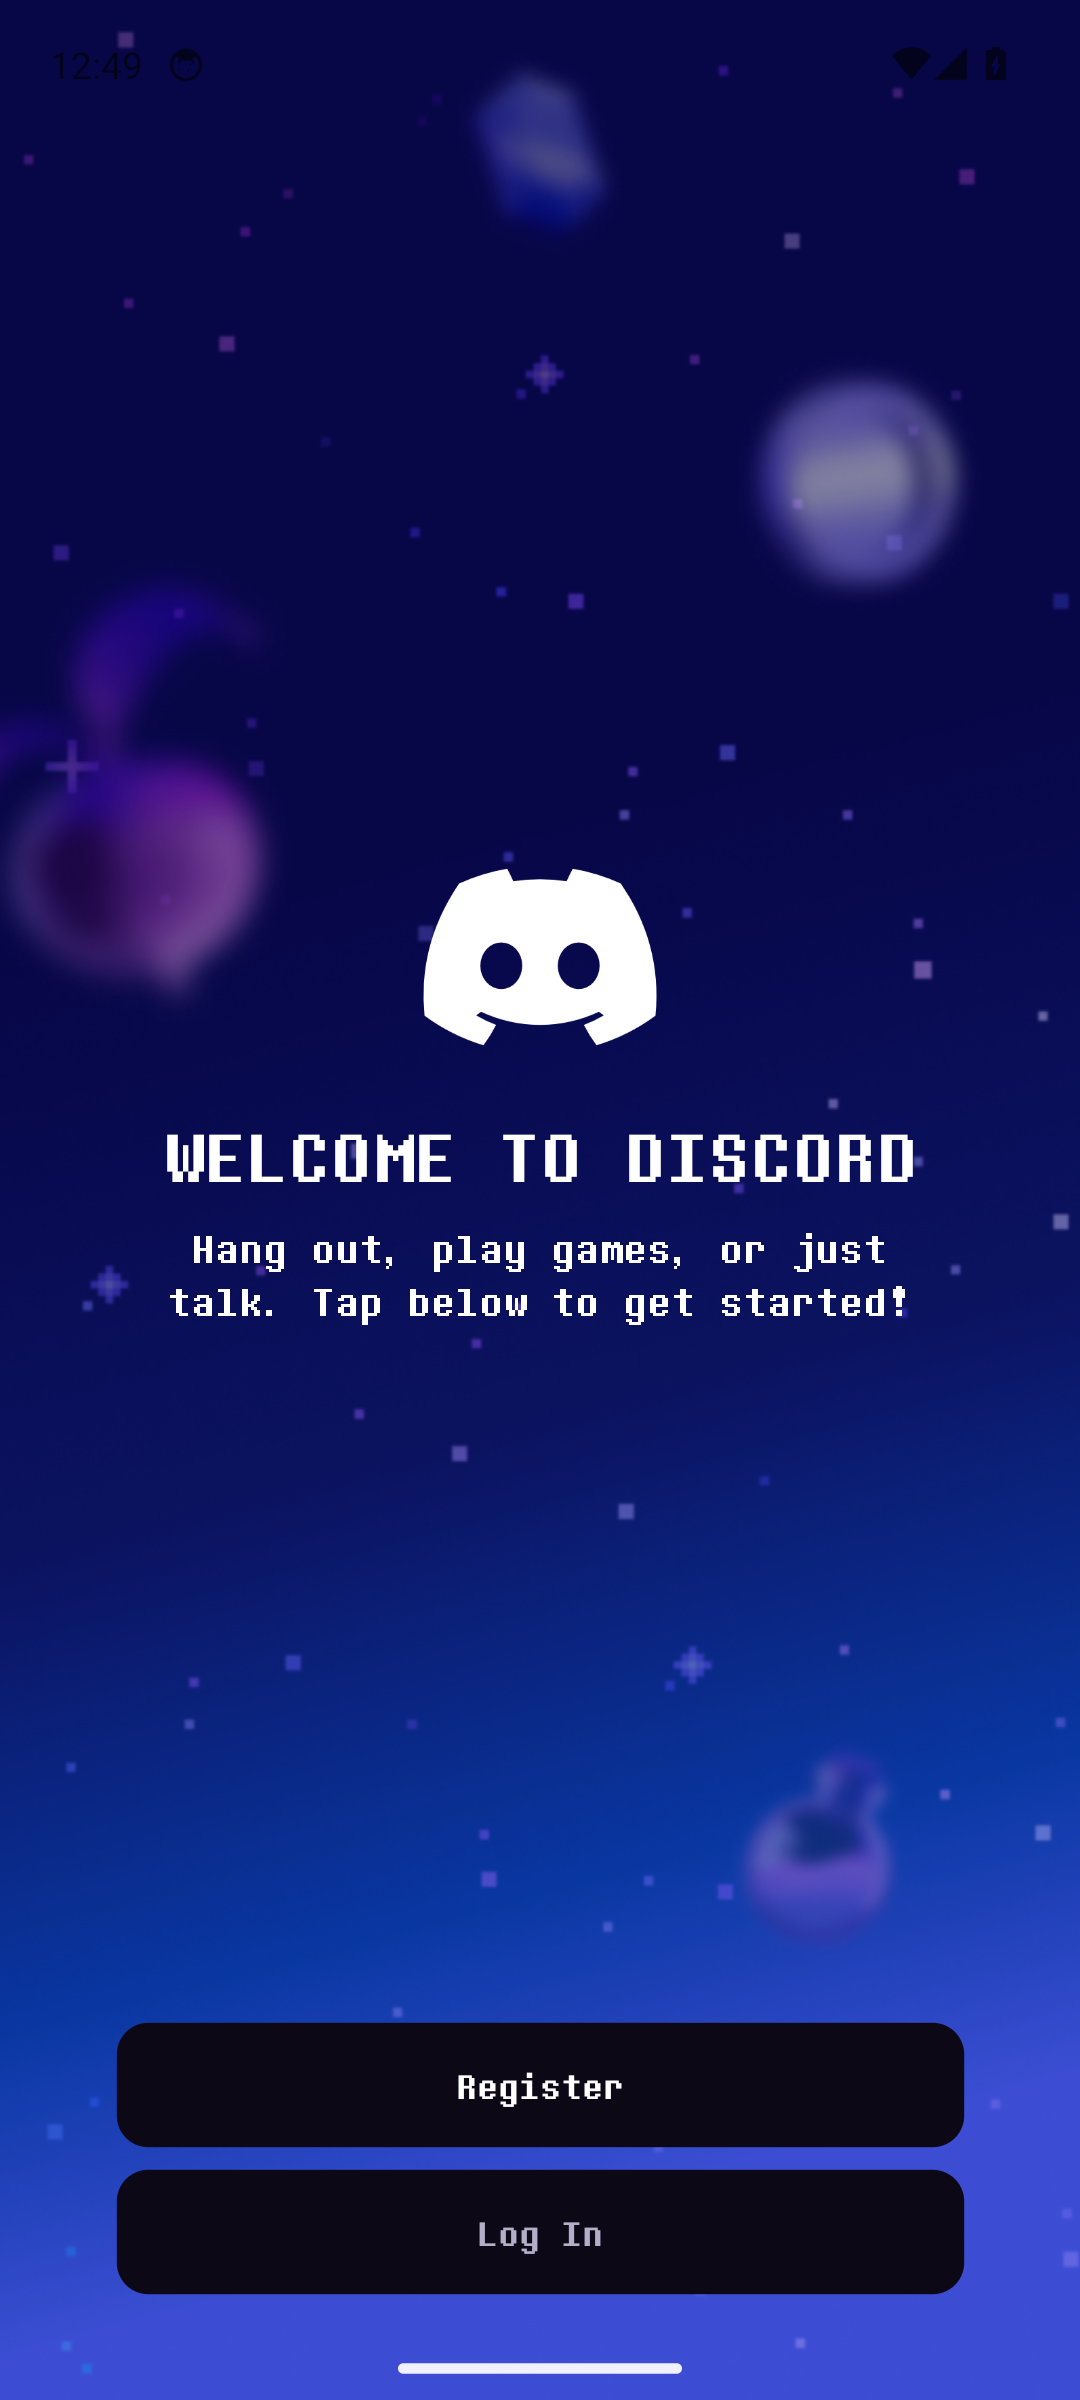 12:49
WELCOME TO DISCORD
Hang out, play games, or just
talk. Tap below to get started!
Register
Log In